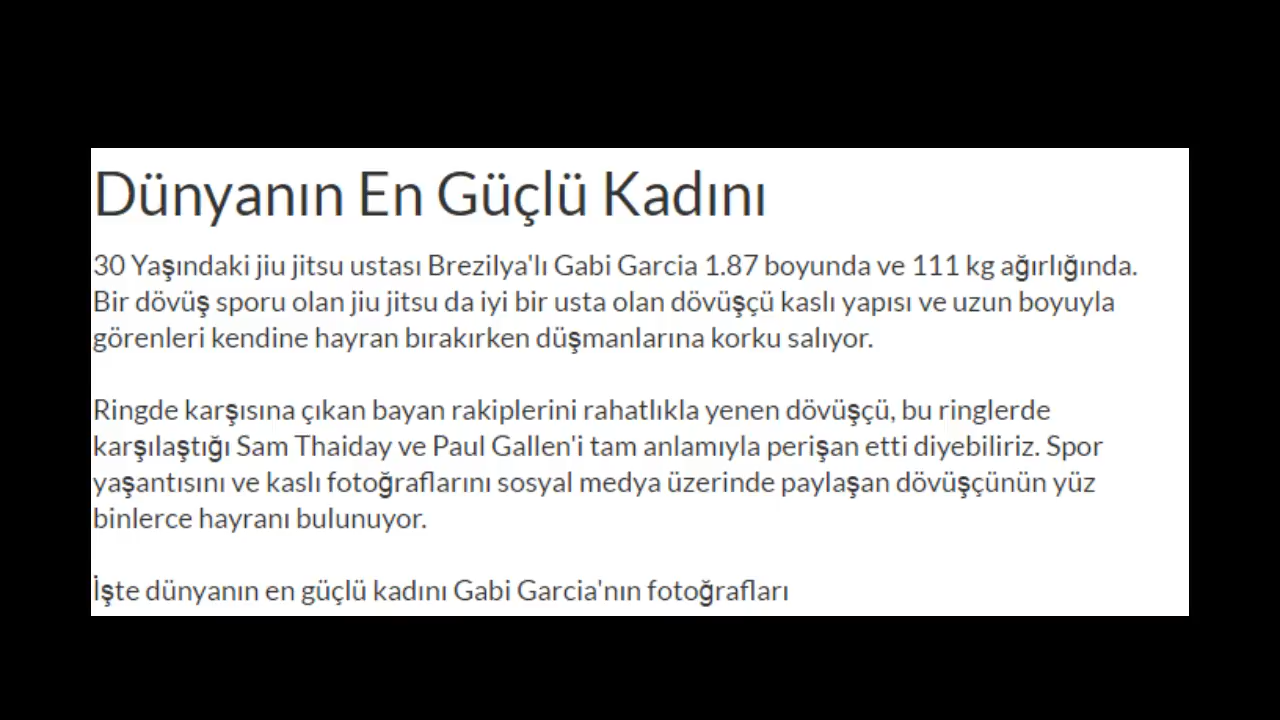 Dünyanın En Güçlü Kadını
30 Yaşındaki jiu jitsu ustası Brezilya'lı Gabi Garcia 1.87 boyunda ve 111 kg ağırlığında.
Bir dövüş sporu olan jiu jitsu da iyi bir usta olan dövüşçü kaslı yapısı ve uzun boyuyla
görenleri kendine hayran bırakırken düşmanlarına korku salıyor.
Ringde karşısına çıkan bayan rakiplerini rahatlıkla yenen dövüşçü, bu ringlerde
karşılaştığı Sam Thaiday ve Paul Gallen'i tam anlamıyla perişan etti diyebiliriz. Spor
yaşantısını ve kaslı fotoğraflarını sosyal medya üzerinde paylaşan dövüşçünün yüz
binlerce hayranı bulunuyor.
İşte dünyanın en güçlü kadını Gabi Garcia'nın fotoğrafları